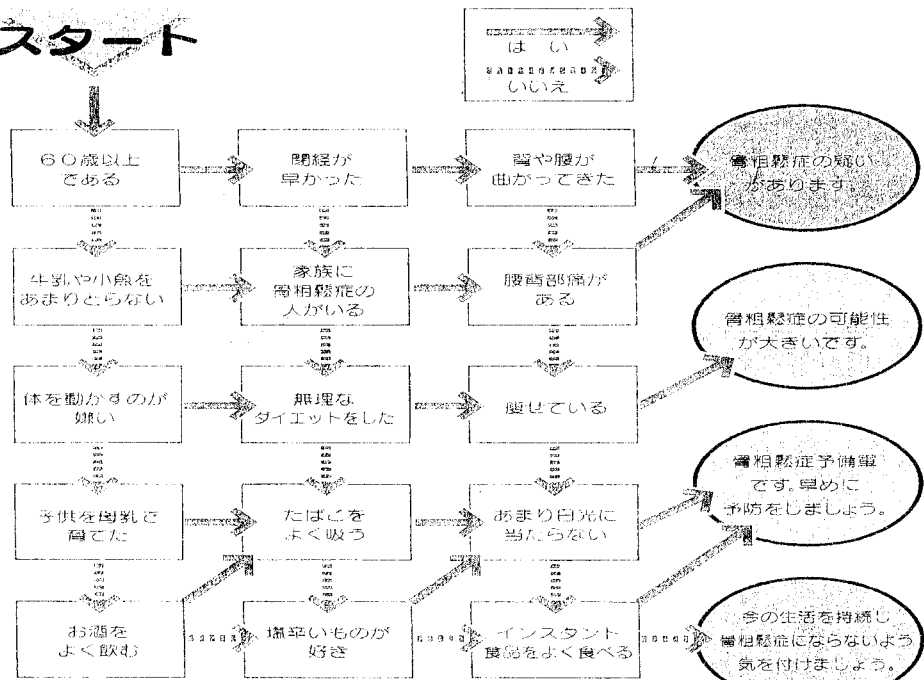 スタート
はい
いいえ
60歳以上
である
閉経が
早かった
背や腰が
曲がってきた
骨粗鬆症の疑い
があります。
牛乳や小魚を
あまりとらない
家族に
骨粗鬆症の
人がいる
腰背部痛が
ある
骨粗鬆症の可能性
が大きいです。
体を動かすのが
嫌い
無理な
ダイエットをした
痩せている
骨粗鬆症予備軍
です。早めに
予防をしましょう。
子供を母乳で
育てた
たばこを
よく吸う
あまり日光に
当たらない
お酒を
よく飲む
塩辛いものが
好き
インスタント
食品をよく食べる
今の生活を持続し
骨粗鬆症にならないよう
気を付けましょう。